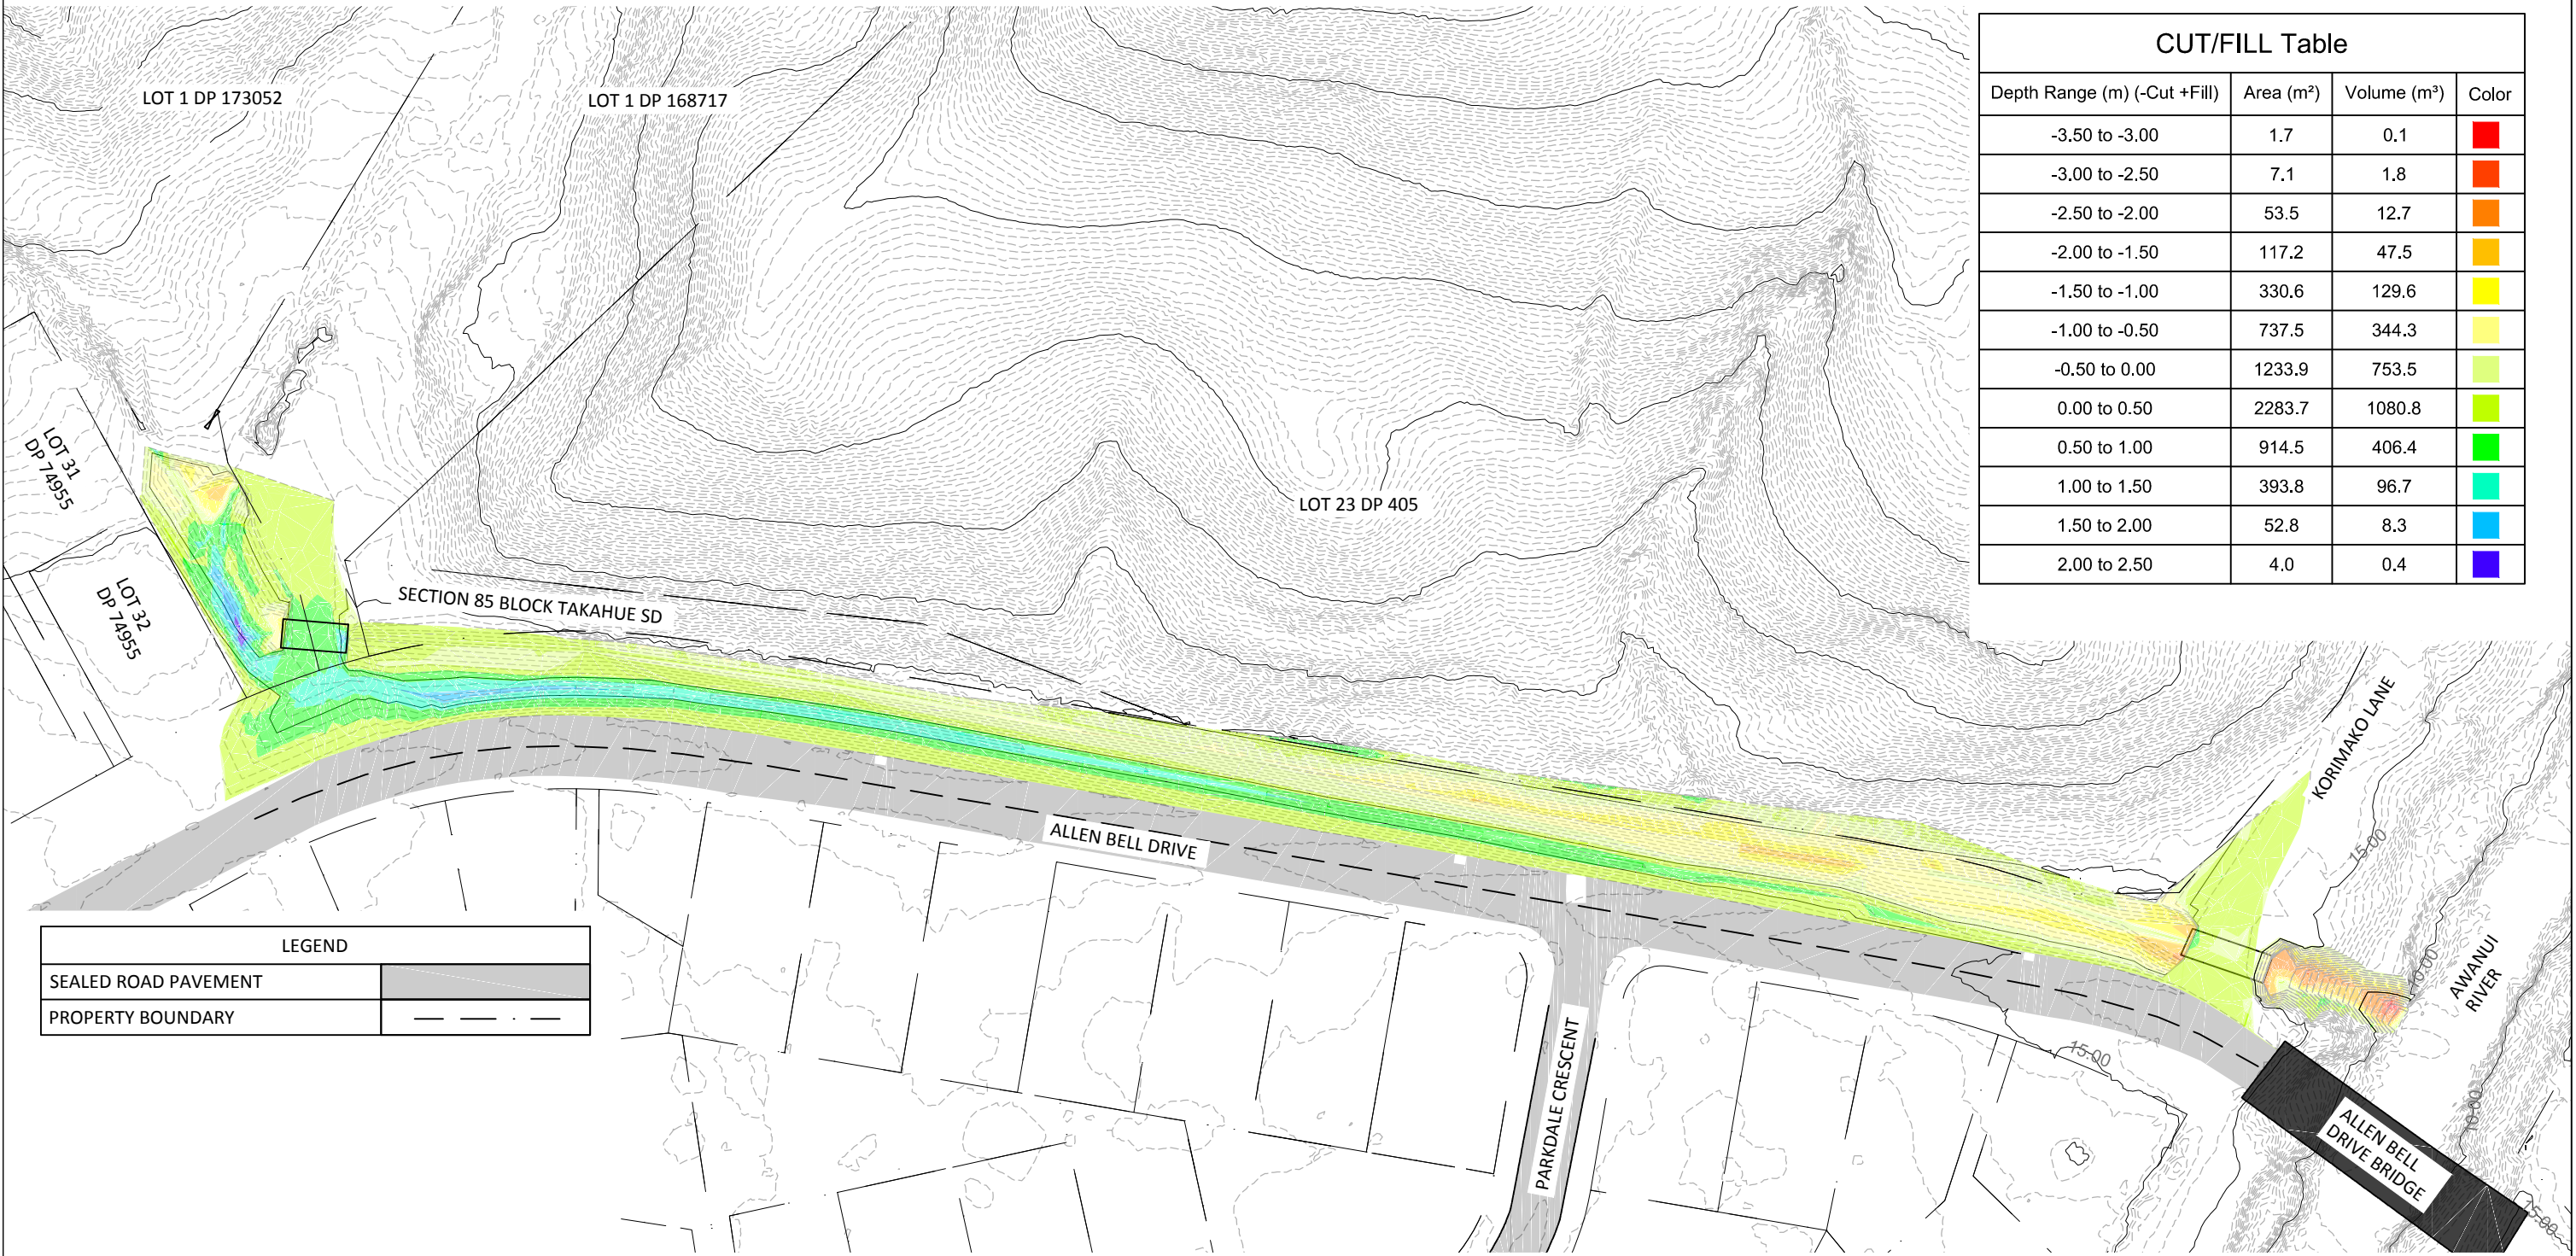 CUT/FILL Table
Depth Range (m) (-Cut +Fill) Area (m²) Volume (m³) Color
-3.50 to -3.00 1.7 0.1
-3.00 to -2.50 7.1 1.8
-2.50 to -2.00 53.5 12.7
-2.00 to -1.50 117.2 47.5
-1.50 to -1.00 330.6 129.6
-1.00 to -0.50 737.5 344.3
-0.50 to 0.00 1233.9 753.5
0.00 to 0.50 2283.7 1080.8
0.50 to 1.00 914.5 406.4
1.00 to 1.50 393.8 96.7
1.50 to 2.00 52.8 8.3
2.00 to 2.50 4.0 0.4
LOT 1 DP 173052
LOT 1 DP 168717
LOT 31
DP 74955
LOT 23 DP 405
LOT 32
DP 74955
SECTION 85 BLOCK TAKAHUE SD
KORIMAKO LANE
15.00
ALLEN BELL DRIVE
AWANUI
RIVER
LEGEND
SEALED ROAD PAVEMENT
PROPERTY BOUNDARY
PARKDALE CRESCENT
15.00
10.00
ALLEN BELL
DRIVE BRIDGE
15.00